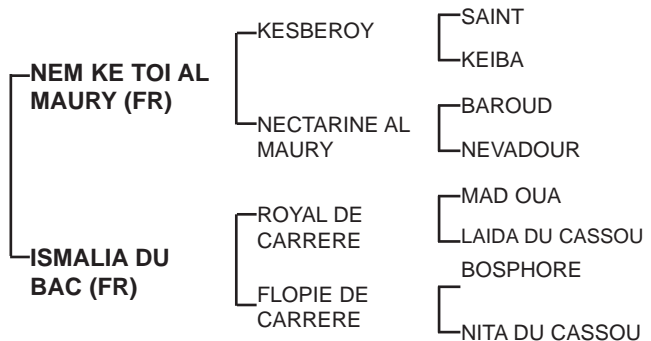 SAINT
KESBEROY
KEIBA
NEM KE TOI AL
MAURY (FR)
BAROUD
NECTARINE AL
MAURY
NEVADOUR
MAD OUA
ROYAL DE
CARRERE
LAIDA DU CASSOU
ISMALIA DU
BAC (FR)
BOSPHORE
FLOPIE DE
CARRERE
NITA DU CASSOU